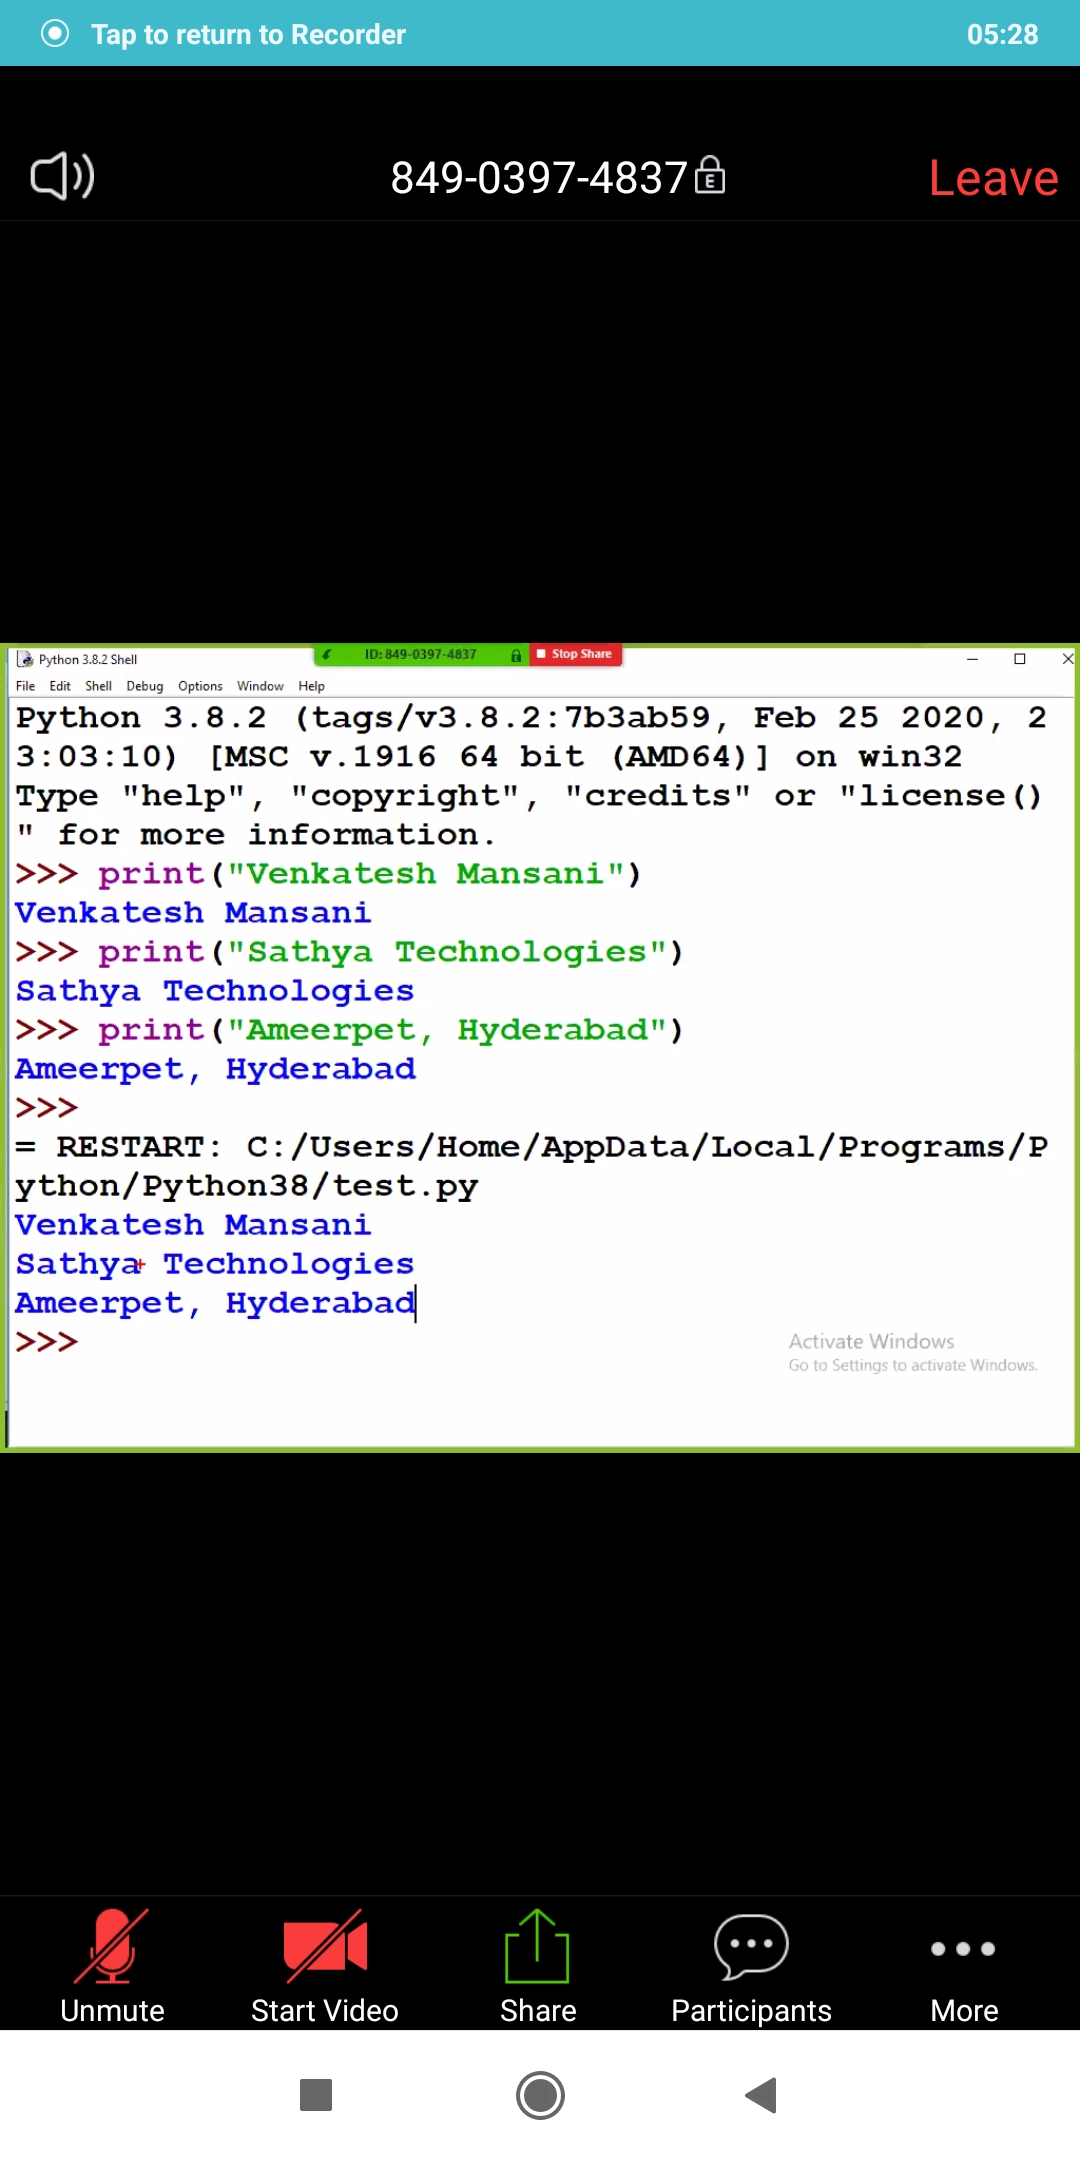 Tap to return to Recorder 05:28
849-0397-4837 E Leave
Python 3.8.2 Shell ID: 849-0397-4837 Stop Share
File Edit Shell Debug Options Window Help
Python 3.8.2 (tags/v3.8.2:7b3ab59, Feb 25 2020, 2
3:03:10) [MSC v.1916 64 bit (AMD64)] on win32
Type "help", "copyright", "credits" or "license()
" for more information.
>>> print("Venkatesh Mansani")
Venkatesh Mansani
>>> print("Sathya Technologies")
Sathya Technologies
>>> print("Ameerpet, Hyderabad")
Ameerpet, Hyderabad
>>>
= RESTART: C:/Users/Home/AppData/Local/Programs/P
ython/Python38/test.py
Venkatesh Mansani
Sathya Technologies
Ameerpet, Hyderabad
>>>
Activate Windows
Go to Settings to activate Windows.
Unmute Start Video Share Participants More